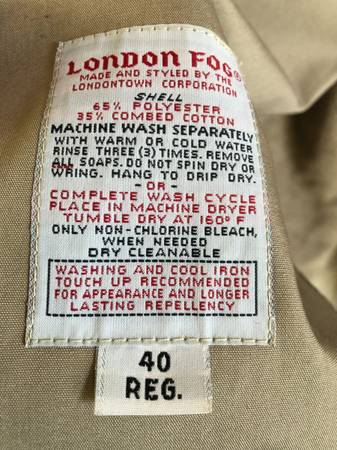 LONDON FOG®
MADE AND STYLED BY THE
LONDONTOWN CORPORATION
SHELL
65% POLYESTER
35% COMBED COTTON
MACHINE WASH SEPARATELY
WITH WARM OR COLD WATER
RINSE THREE (3) TIMES. REMOVE
ALL SOAPS. DO NOT SPIN DRY OR
WRING. HANG TO DRIP DRY.
-OR-
COMPLETE WASH CYCLE
PLACE IN MACHINE DRYER
TUMBLE DRY AT 160° F
ONLY NON-CHLORINE BLEACH,
WHEN NEEDED
DRY CLEANABLE
WASHING AND COOL IRON
TOUCH UP RECOMMENDED
FOR APPEARANCE AND LONGER
LASTING REPELLENCY
40
REG.